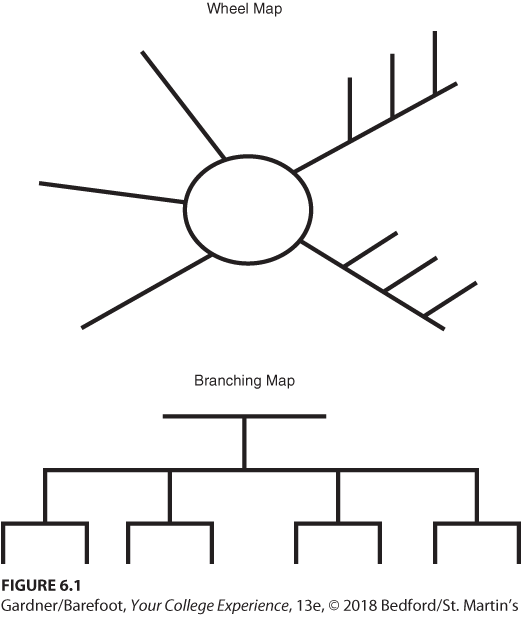 Wheel Map
Branching Map
FIGURE 6.1
Gardner/Barefoot, Your College Experience, 13e, © 2018 Bedford/St. Martin’s